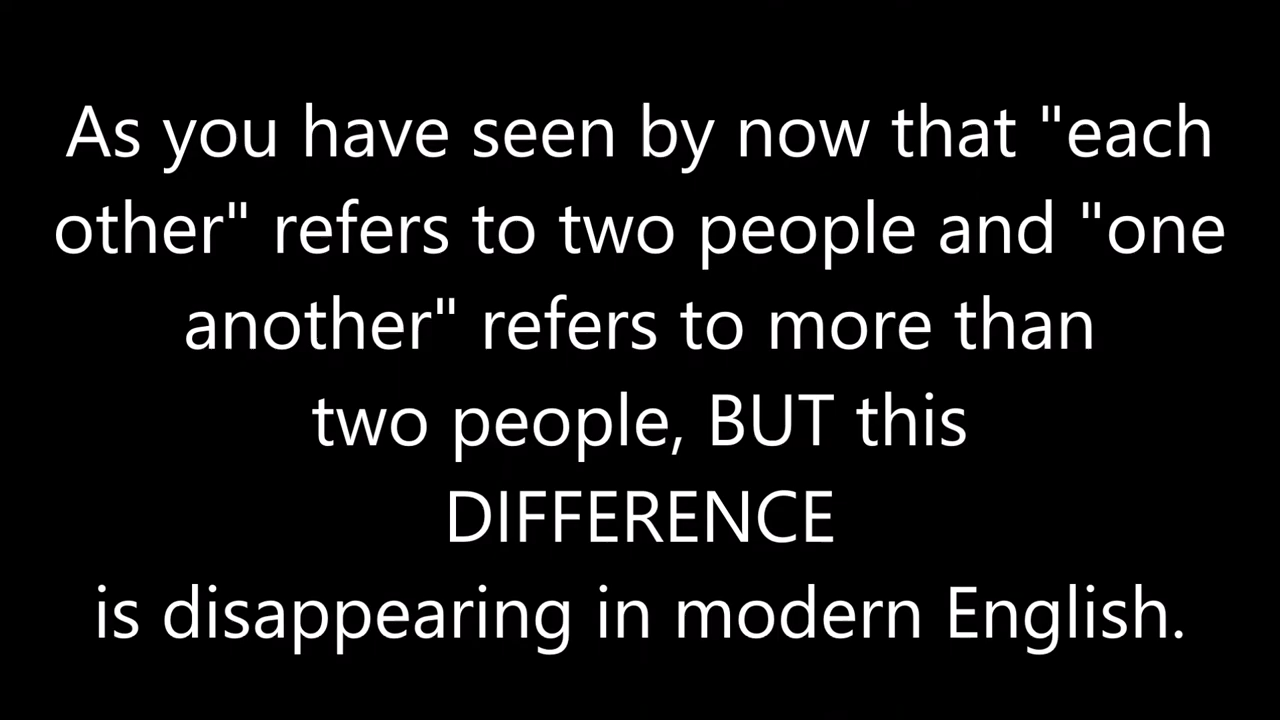 As you have seen by now that "each
other" refers to two people and "one
another" refers to more than
two people, BUT this
DIFFERENCE
is disappearing in modern English.